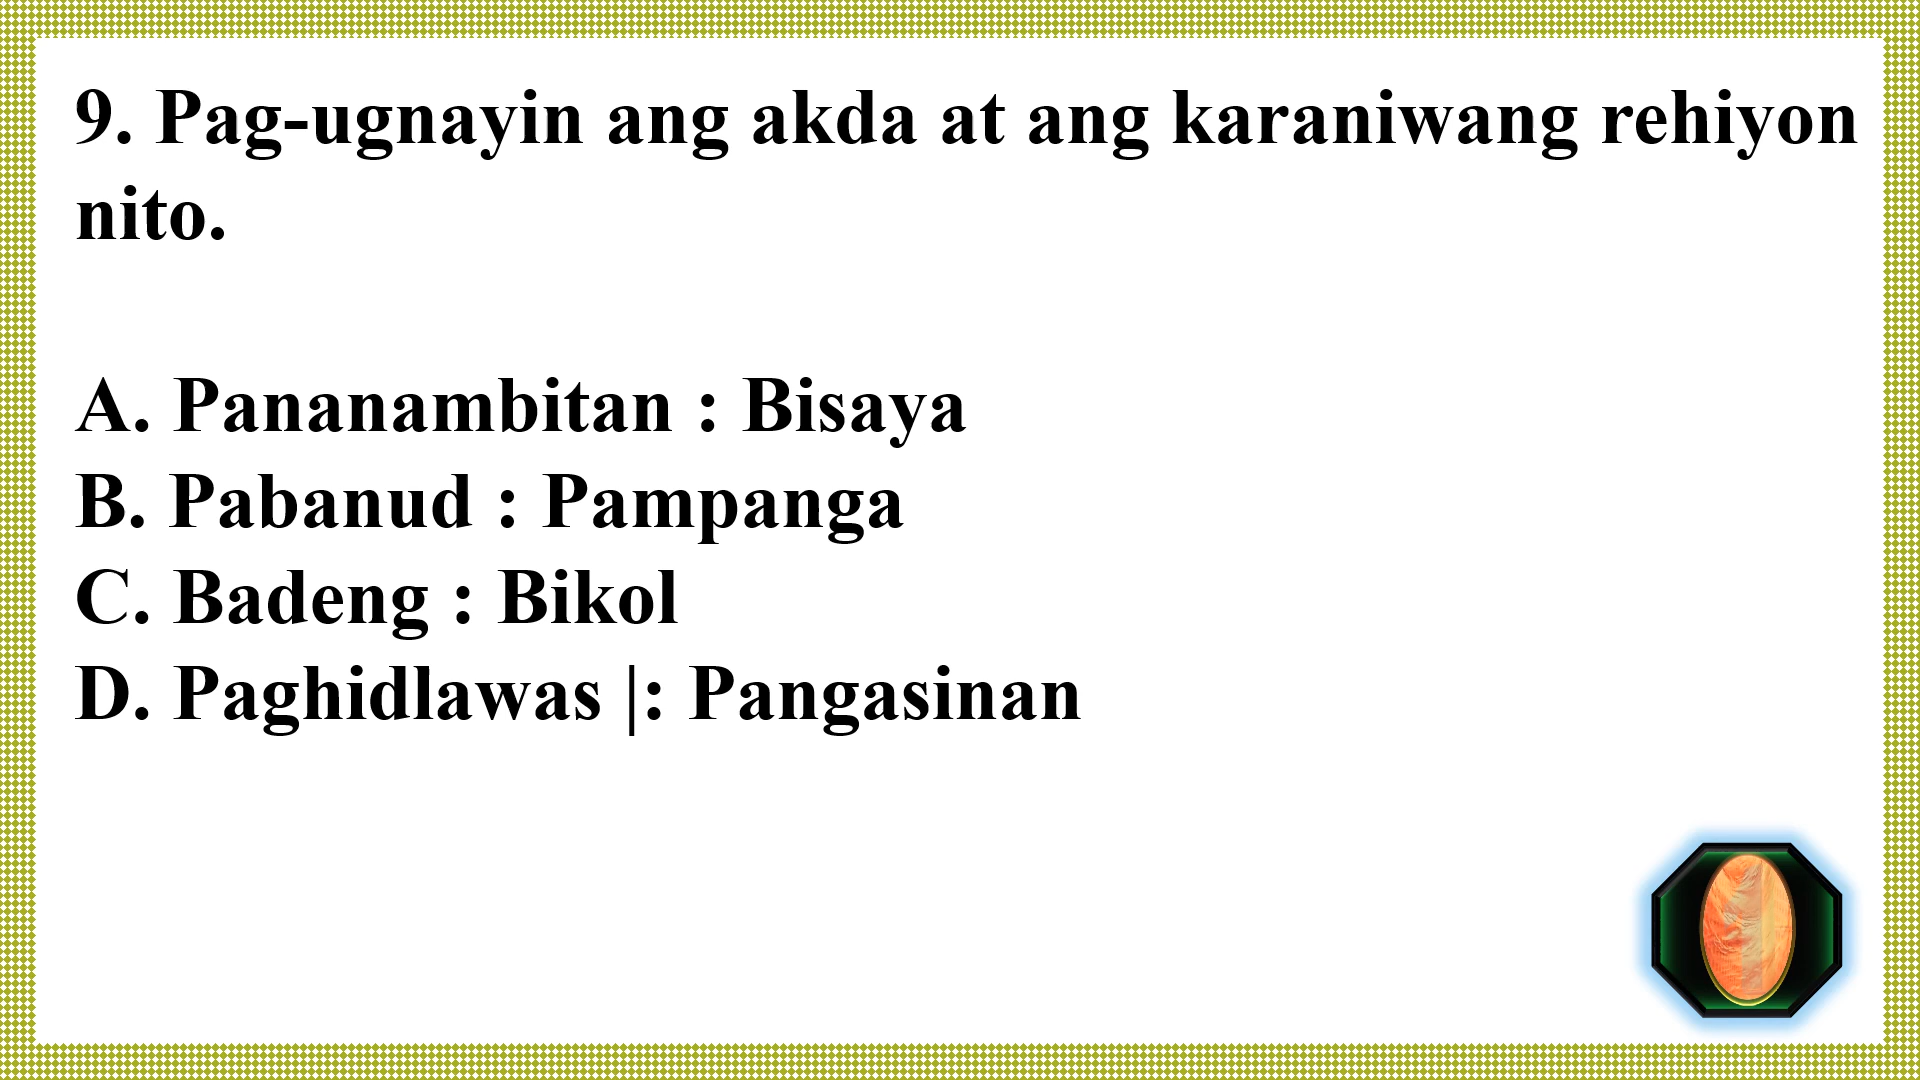 9. Pag-ugnayin ang akda at ang karaniwang rehiyon
nito.
A. Pananambitan : Bisaya
B. Pabanud : Pampanga
C. Badeng : Bikol
D. Paghidlawas |: Pangasinan